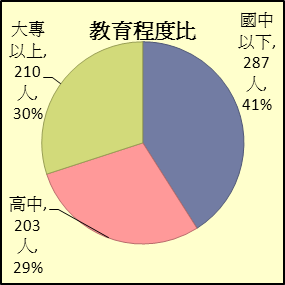 教育程度比
國中
以下,
287
人,
41%
高中,
203
人,
29%
大專
以上,
210
人,
30%